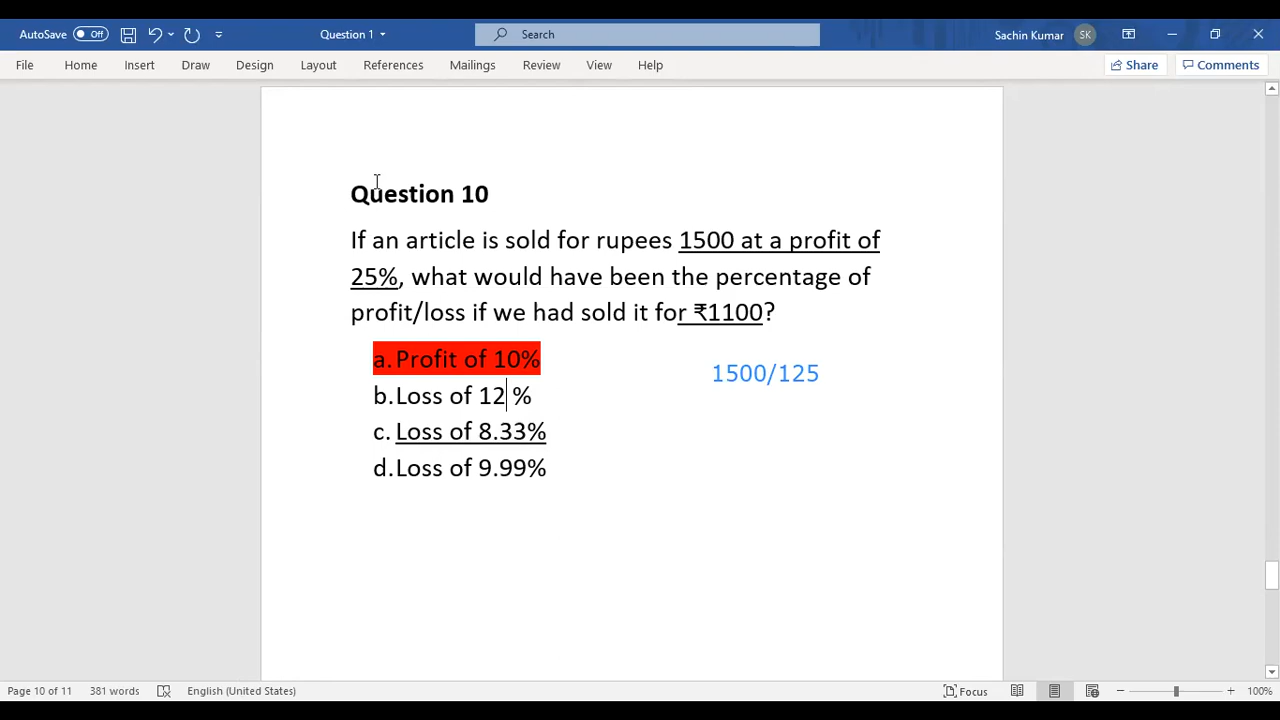 AutoSave Off Question 1 Search Sachin Kumar SK
File Home Insert Draw Design Layout References Mailings Review View Help Share Comments
Question 10
If an article is sold for rupees 1500 at a profit of
25%, what would have been the percentage of
profit/loss if we had sold it for ₹1100?
a. Profit of 10%
1500/125
b. Loss of 12 %
c. Loss of 8.33%
d. Loss of 9.99%
Page 10 of 11 381 words English (United States) Focus 100%